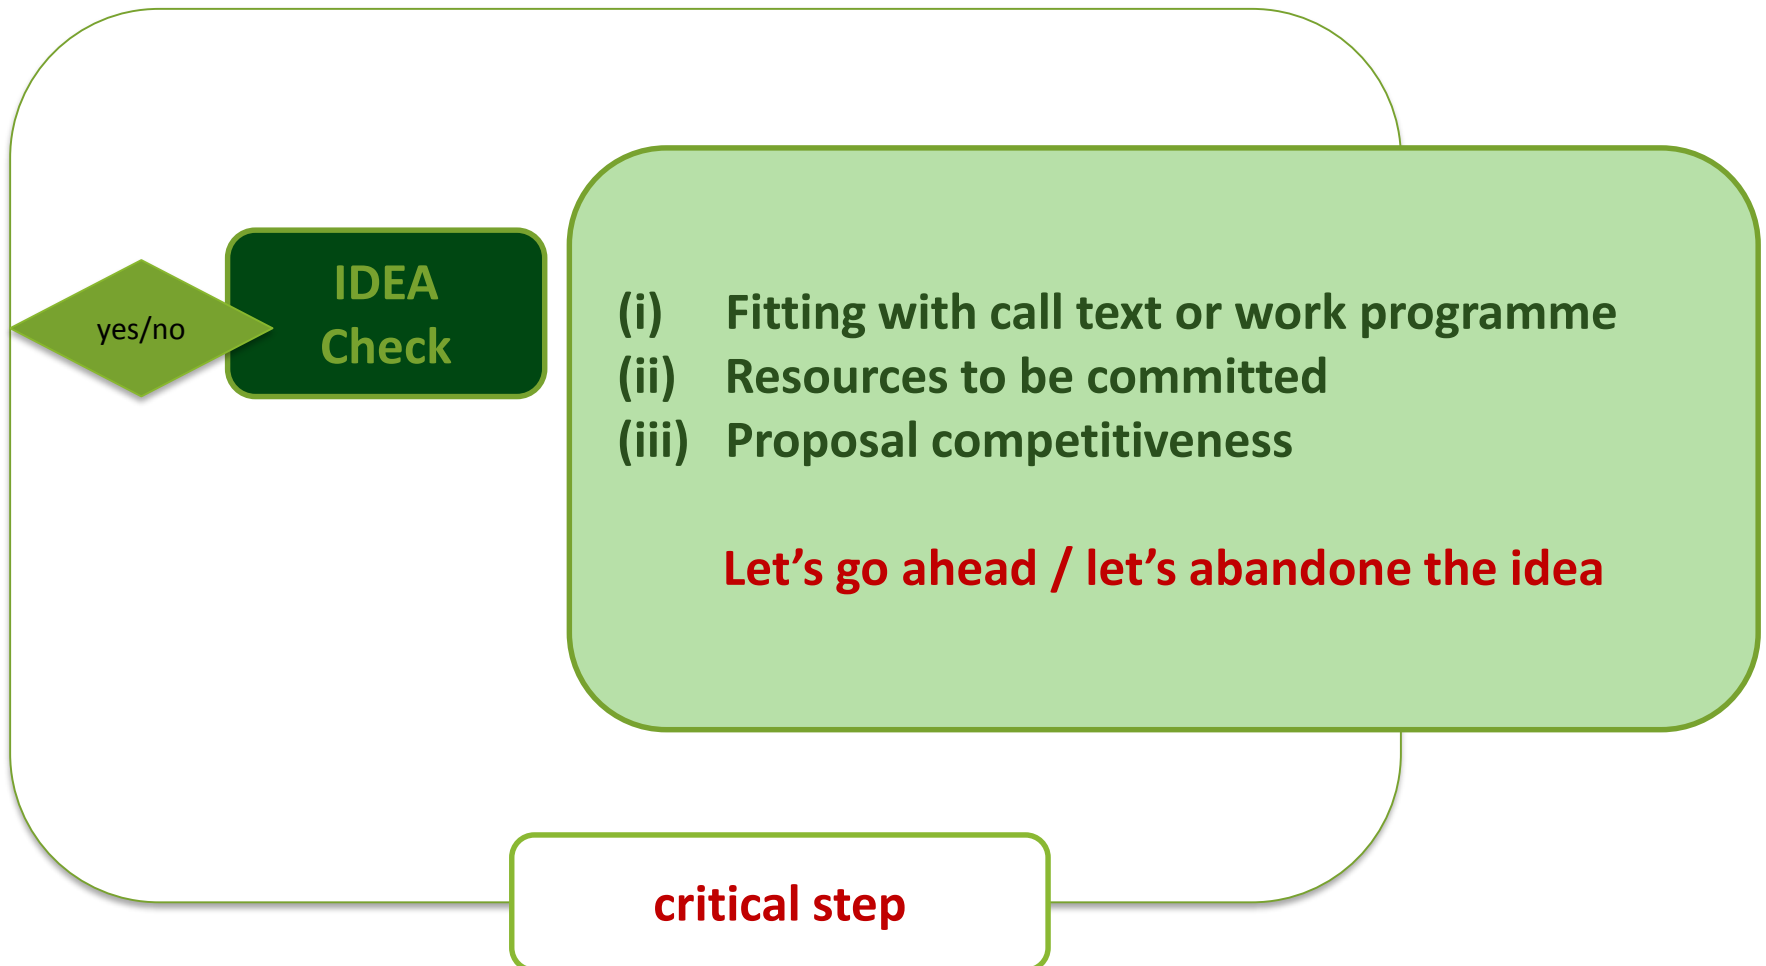 yes/no
IDEA
Check
(i) Fitting with call text or work programme
(ii) Resources to be committed
(iii) Proposal competitiveness
Let’s go ahead / let’s abandone the idea
critical step